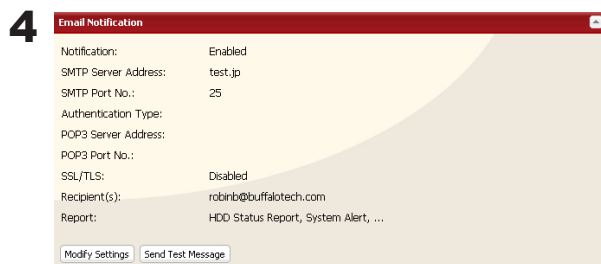 4
Email Notification
Notification: Enabled
SMTP Server Address: test.jp
SMTP Port No.: 25
Authentication Type:
POP3 Server Address:
POP3 Port No.:
SSL/TLS: Disabled
Recipient(s): robinb@buffalotech.com
Report: HDD Status Report, System Alert, ...
Modify Settings Send Test Message